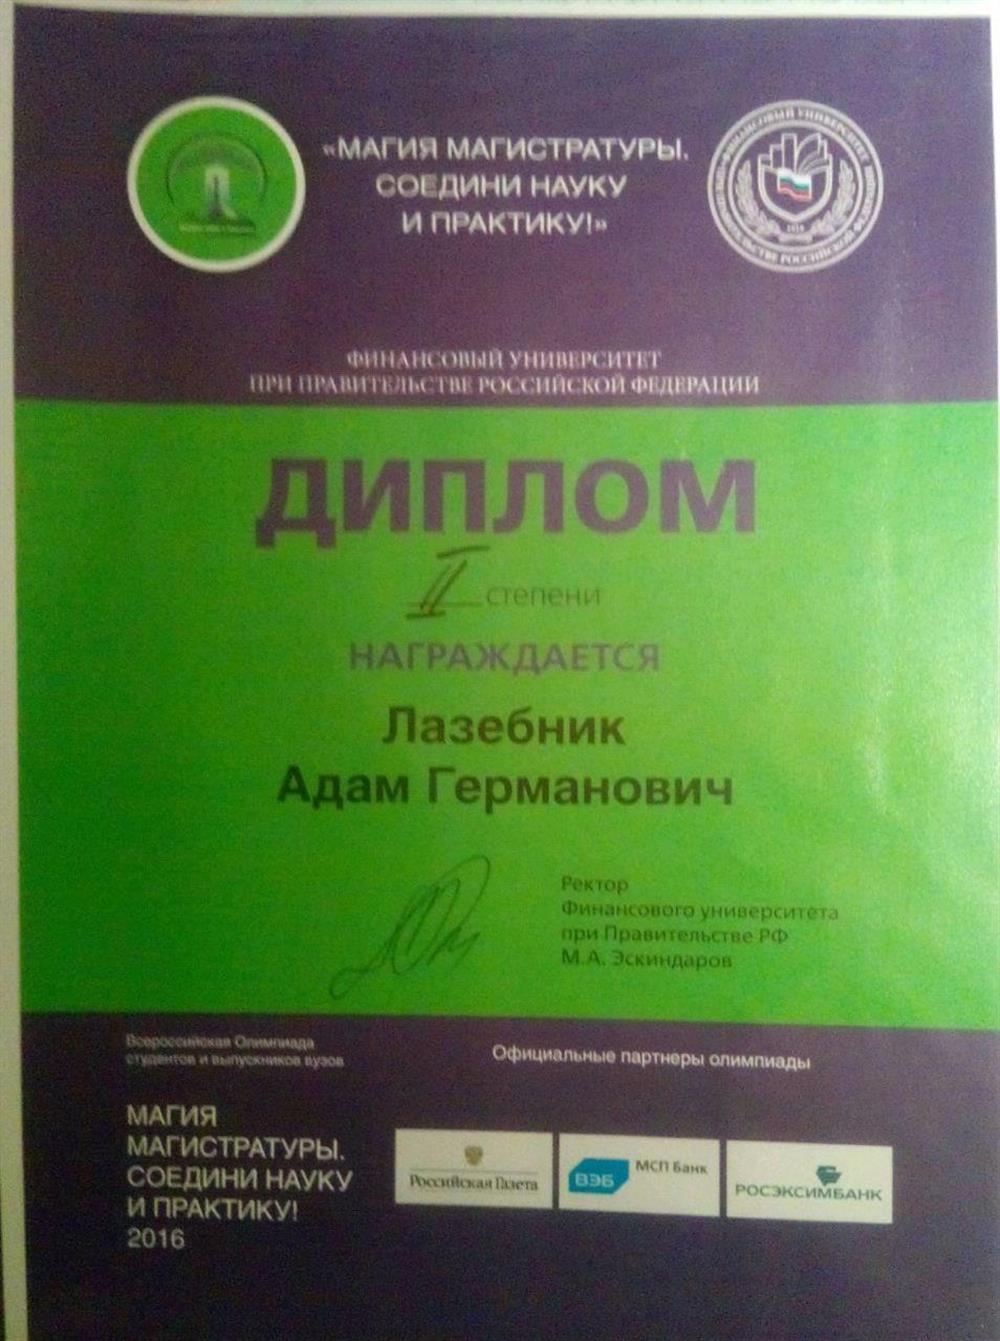 «МАГИЯ МАГИСТРАТУРЫ.
СОЕДИНИ НАУКУ
И ПРАКТИКУ!»
ФИНАНСОВЫЙ УНИВЕРСИТЕТ
ПРИ ПРАВИТЕЛЬСТВЕ РОССИЙСКОЙ ФЕДЕРАЦИИ
ДИПЛОМ
II степени
НАГРАЖДАЕТСЯ
Лазебник
Адам Германович
Ректор
Финансового университета
при Правительстве РФ
М.А. Эскиндаров
Всероссийская Олимпиада
студентов и выпускников вузов
Официальные партнеры олимпиады
МАГИЯ
МАГИСТРАТУРЫ.
СОЕДИНИ НАУКУ
И ПРАКТИКУ!
2016
Российская Газета
ВЭБ МСП Банк
РОСЭКСИМБАНК